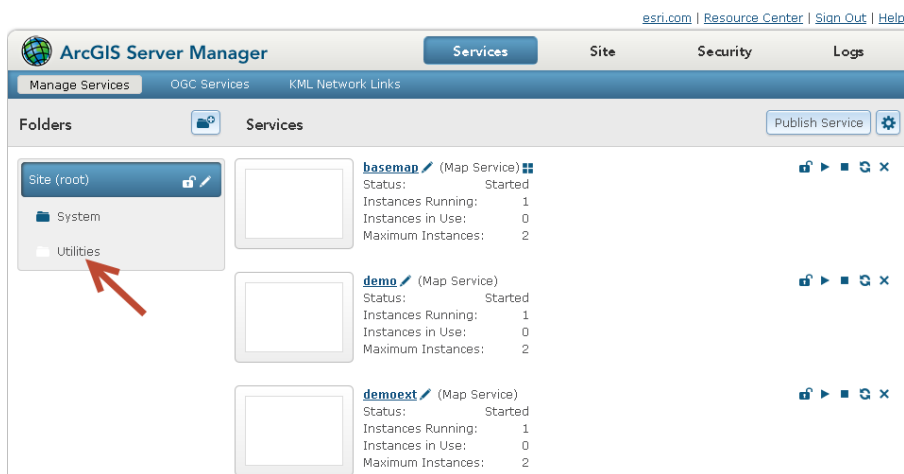 esri.com | Resource Center | Sign Out | Help
ArcGIS Server Manager
Services Site Security Logs
Manage Services OGC Services KML Network Links
Folders
Services
Publish Service
Site (root)
System
Utilities
basemap (Map Service)
Status: Started
Instances Running: 1
Instances in Use: 0
Maximum Instances: 2
demo (Map Service)
Status: Started
Instances Running: 1
Instances in Use: 0
Maximum Instances: 2
demoext (Map Service)
Status: Started
Instances Running: 1
Instances in Use: 0
Maximum Instances: 2